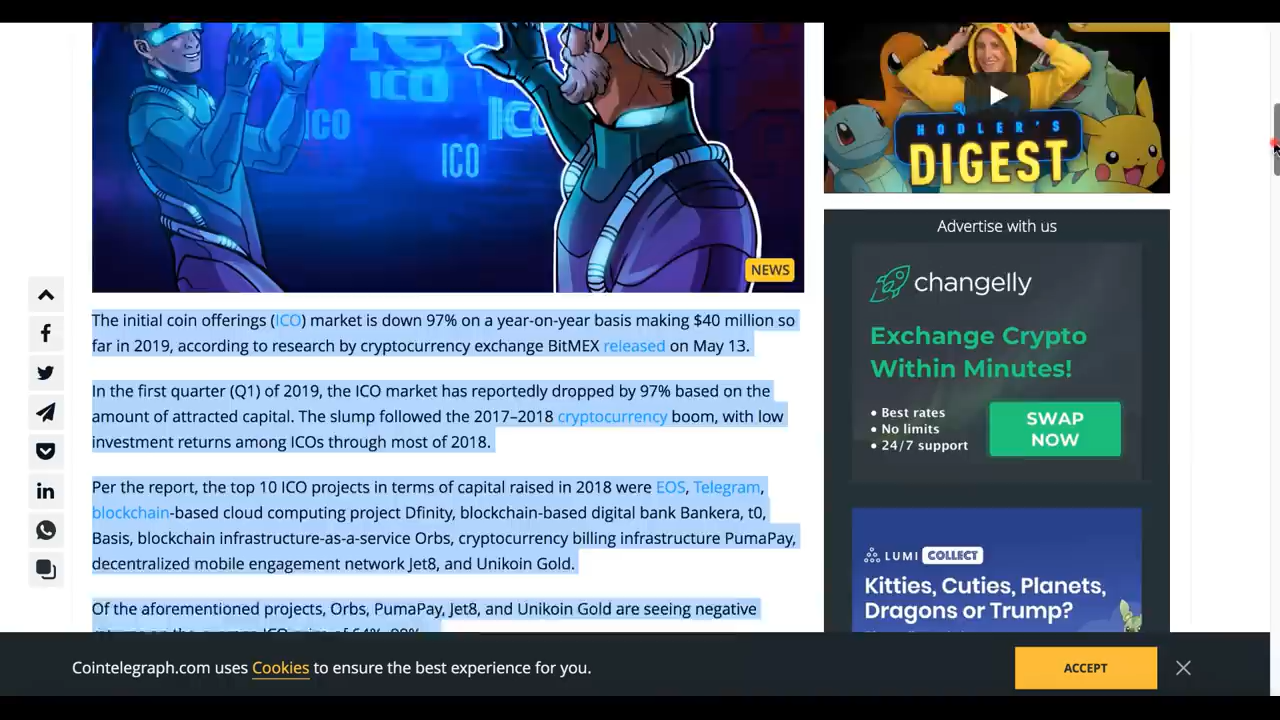 ICO
ICO
ICO
ICO
NEWS
HODLER'S
DIGEST
The initial coin offerings (ICO) market is down 97% on a year-on-year basis making $40 million so
far in 2019, according to research by cryptocurrency exchange BitMEX released on May 13.
In the first quarter (Q1) of 2019, the ICO market has reportedly dropped by 97% based on the
amount of attracted capital. The slump followed the 2017–2018 cryptocurrency boom, with low
investment returns among ICOs through most of 2018.
Per the report, the top 10 ICO projects in terms of capital raised in 2018 were EOS, Telegram,
blockchain-based cloud computing project Dfinity, blockchain-based digital bank Bankera, t0,
Basis, blockchain infrastructure-as-a-service Orbs, cryptocurrency billing infrastructure PumaPay,
decentralized mobile engagement network Jet8, and Unikoin Gold.
Of the aforementioned projects, Orbs, PumaPay, Jet8, and Unikoin Gold are seeing negative
Advertise with us
changelly
Exchange Crypto
Within Minutes!
• Best rates
• No limits
• 24/7 support
SWAP
NOW
LUMI COLLECT
Kitties, Cuties, Planets,
Dragons or Trump?
Cointelegraph.com uses Cookies to ensure the best experience for you.
ACCEPT